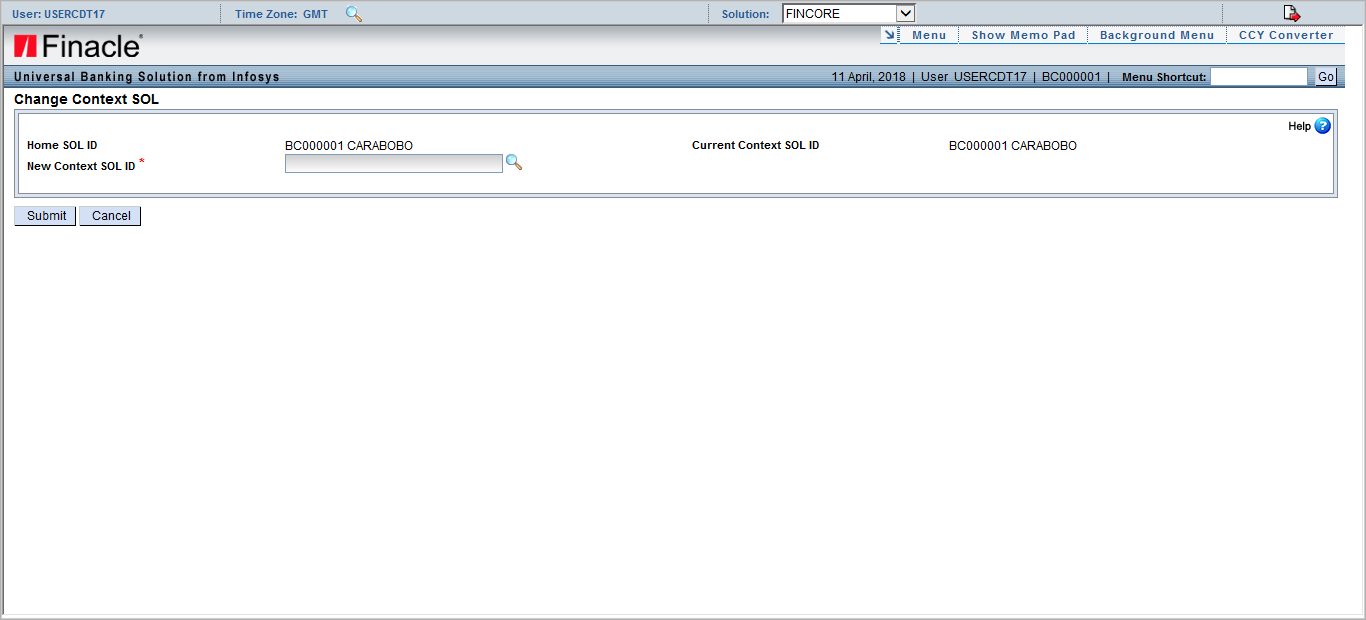 User: USERCDT17 Time Zone: GMT Solution: FINCORE
Finacle
Menu Show Memo Pad Background Menu CCY Converter
Universal Banking Solution from Infosys 11 April, 2018 | User USERCDT17 | BC000001 | Menu Shortcut: Go
Change Context SOL
Help ?
Home SOL ID BC000001 CARABOBO Current Context SOL ID BC000001 CARABOBO
New Context SOL ID *
Submit Cancel